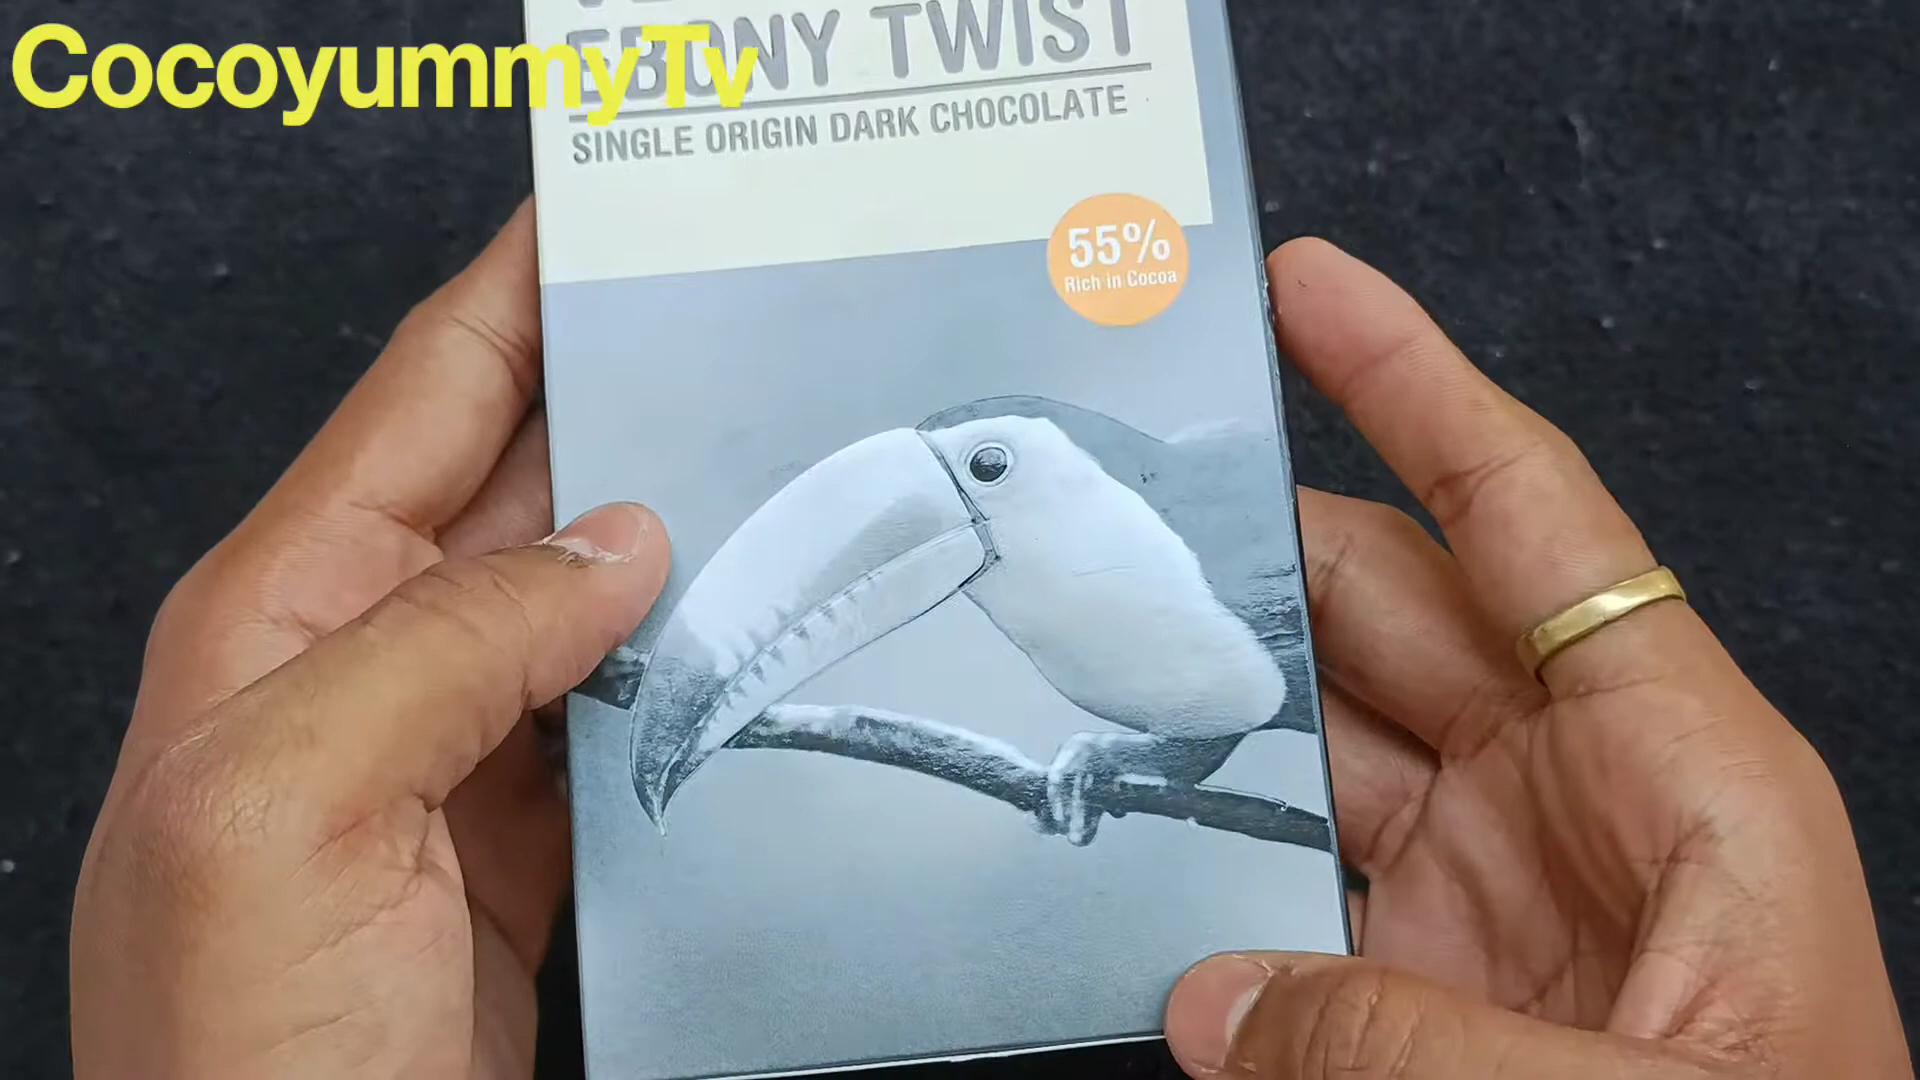 CocoyummyTv
EBONY TWIST
SINGLE ORIGIN DARK CHOCOLATE
55%
Rich in Cocoa